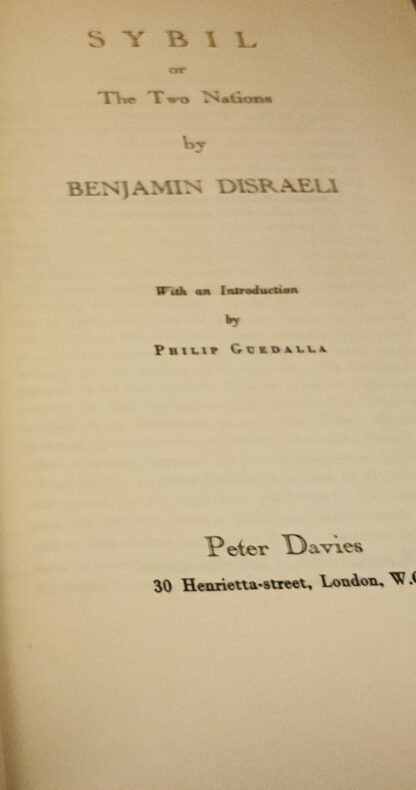 SYBIL
or
The Two Nations
by
BENJAMIN DISRAELI
With an Introduction
by
PHILIP GUEDALLA
Peter Davies
30 Henrietta-street, London, W.C